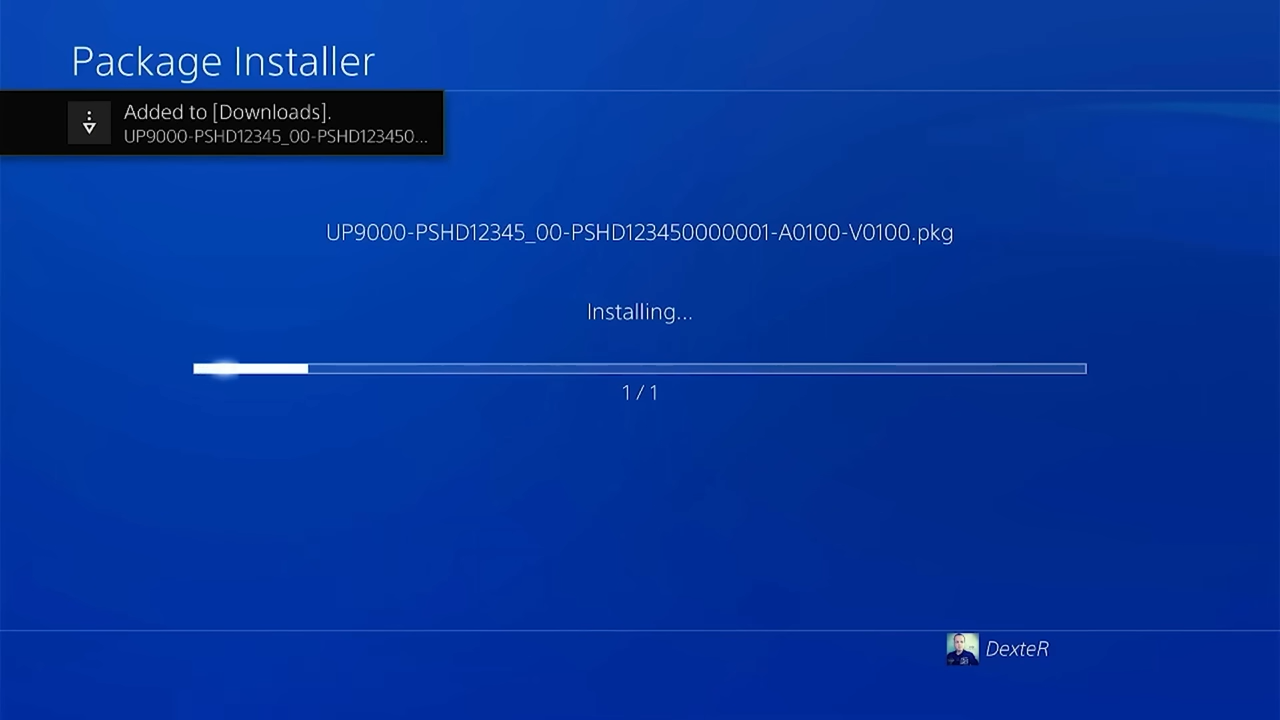 Package Installer
Added to [Downloads].
UP9000-PSHD12345_00-PSHD123450...
UP9000-PSHD12345_00-PSHD123450000001-A0100-V0100.pkg
Installing...
1 / 1
DexteR